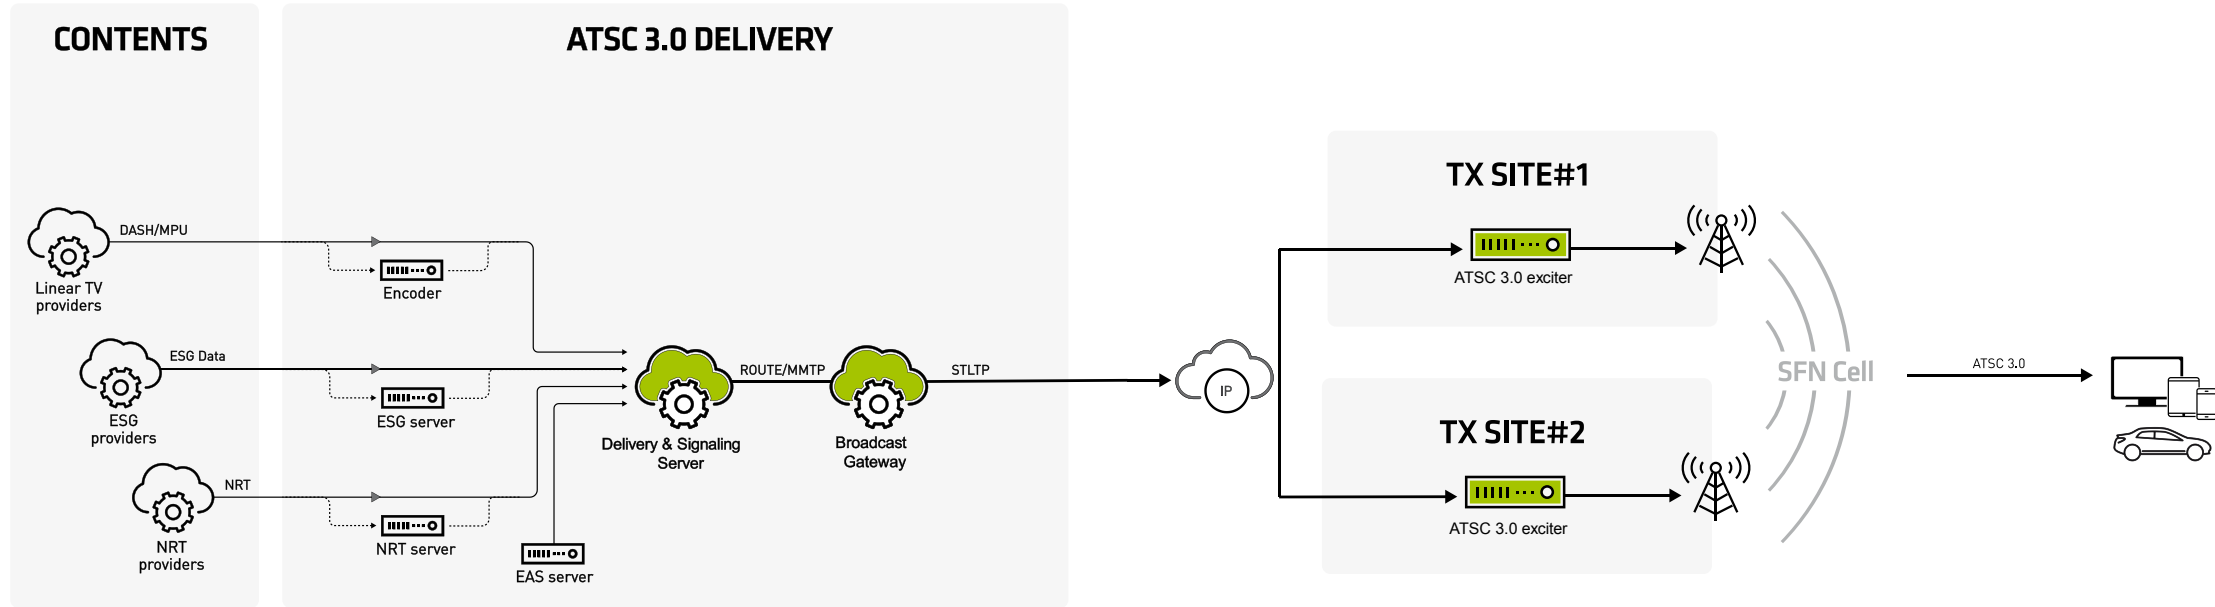 CONTENTS
ATSC 3.0 DELIVERY
DASH/MPU
Linear TV
providers
Encoder
ESG Data
ESG
providers
ESG server
NRT
NRT
providers
NRT server
EAS server
Delivery & Signaling
Server
ROUTE/MMTP
Broadcast
Gateway
STLTP
IP
TX SITE#1
ATSC 3.0 exciter
TX SITE#2
ATSC 3.0 exciter
SFN Cell
ATSC 3.0